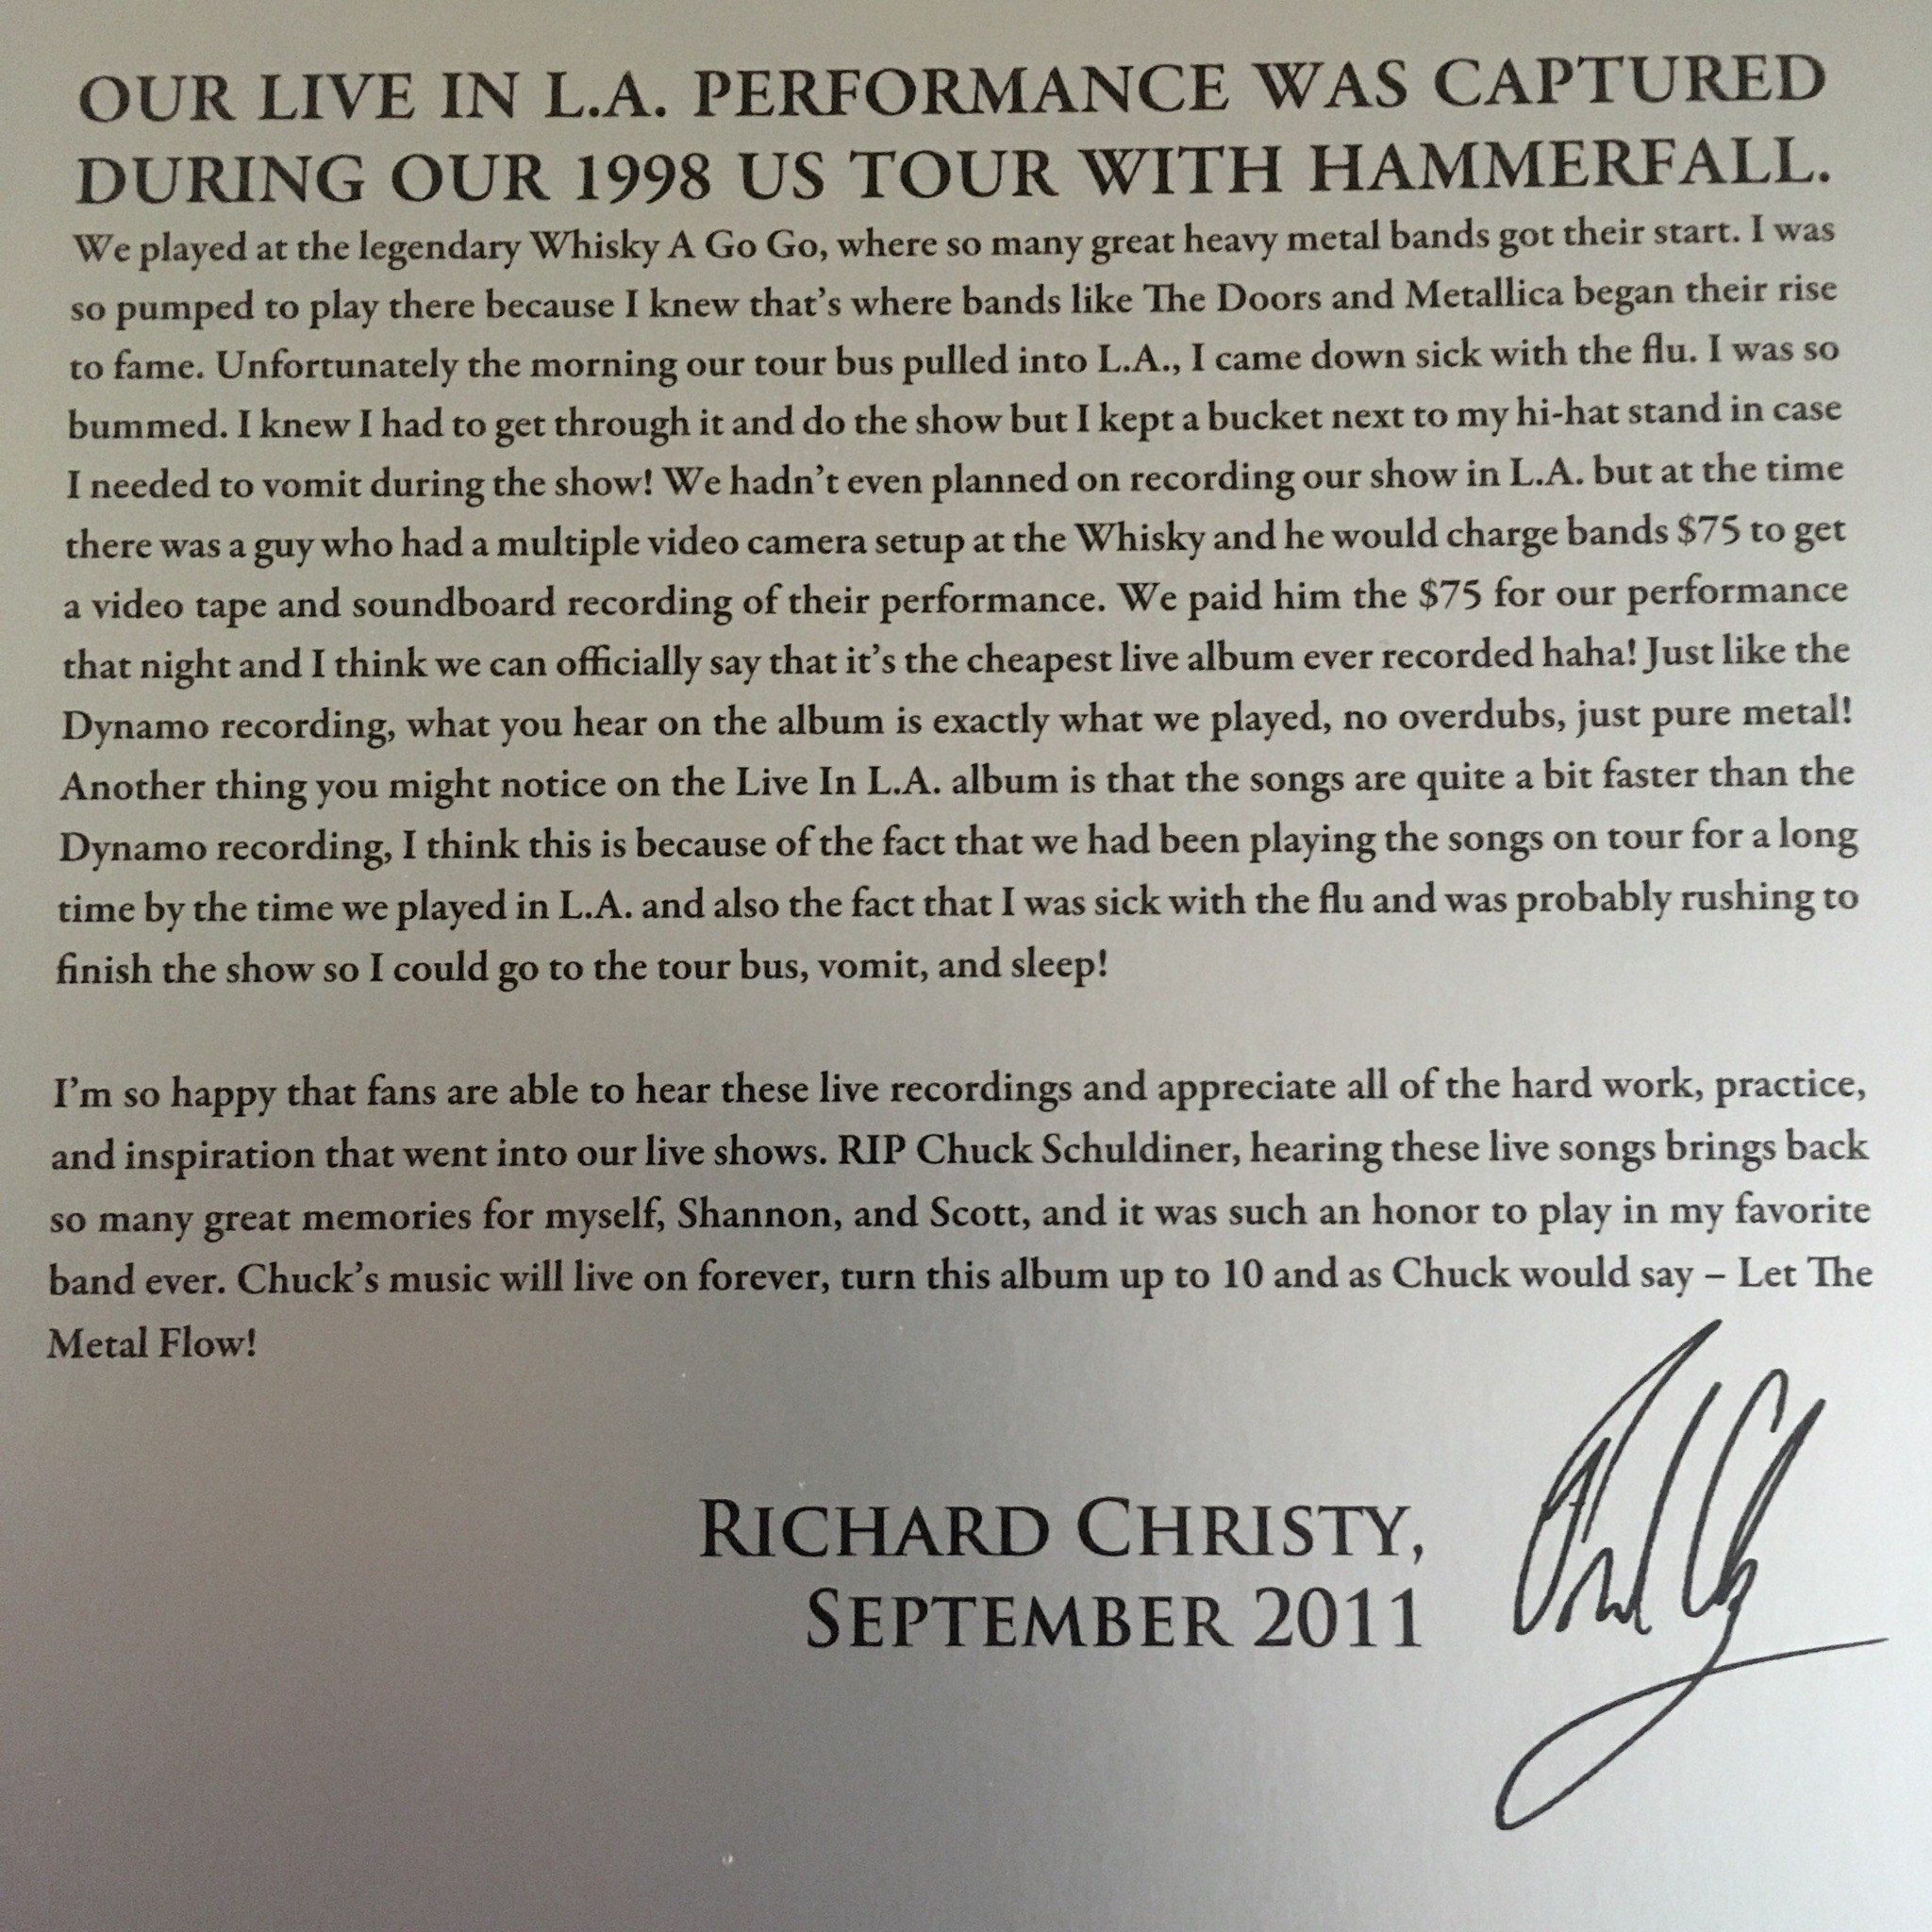 OUR LIVE IN L.A. PERFORMANCE WAS CAPTURED
DURING OUR 1998 US TOUR WITH HAMMERFALL.
We played at the legendary Whisky A Go Go, where so many great heavy metal bands got their start. I was
so pumped to play there because I knew that’s where bands like The Doors and Metallica began their rise
to fame. Unfortunately the morning our tour bus pulled into L.A., I came down sick with the flu. I was so
bummed. I knew I had to get through it and do the show but I kept a bucket next to my hi-hat stand in case
I needed to vomit during the show! We hadn’t even planned on recording our show in L.A. but at the time
there was a guy who had a multiple video camera setup at the Whisky and he would charge bands $75 to get
a video tape and soundboard recording of their performance. We paid him the $75 for our performance
that night and I think we can officially say that it’s the cheapest live album ever recorded haha! Just like the
Dynamo recording, what you hear on the album is exactly what we played, no overdubs, just pure metal!
Another thing you might notice on the Live In L.A. album is that the songs are quite a bit faster than the
Dynamo recording, I think this is because of the fact that we had been playing the songs on tour for a long
time by the time we played in L.A. and also the fact that I was sick with the flu and was probably rushing to
finish the show so I could go to the tour bus, vomit, and sleep!
I’m so happy that fans are able to hear these live recordings and appreciate all of the hard work, practice,
and inspiration that went into our live shows. RIP Chuck Schuldiner, hearing these live songs brings back
so many great memories for myself, Shannon, and Scott, and it was such an honor to play in my favorite
band ever. Chuck’s music will live on forever, turn this album up to 10 and as Chuck would say – Let The
Metal Flow!
RICHARD CHRISTY,
SEPTEMBER 2011